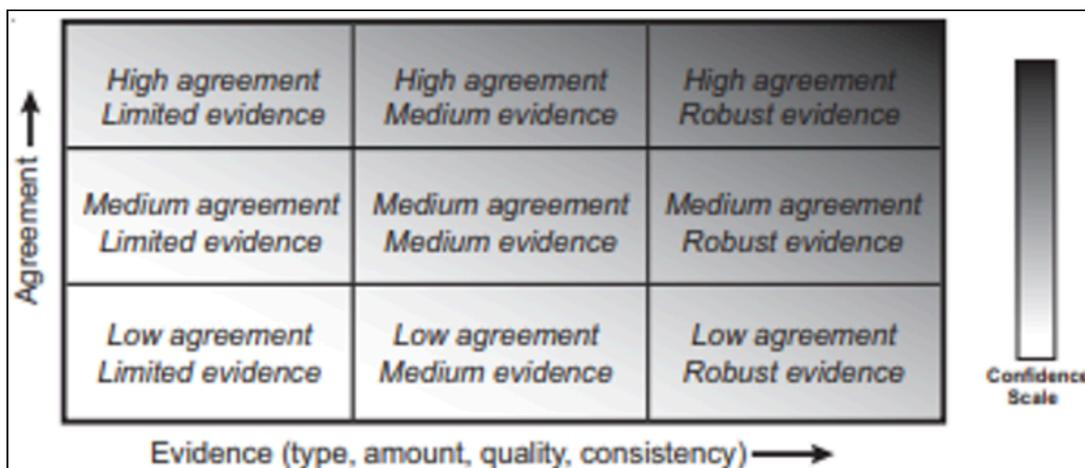 High agreement
Limited evidence
High agreement
Medium evidence
High agreement
Robust evidence
Medium agreement
Limited evidence
Medium agreement
Medium evidence
Medium agreement
Robust evidence
Low agreement
Limited evidence
Low agreement
Medium evidence
Low agreement
Robust evidence
Agreement
Evidence (type, amount, quality, consistency)
Confidence
Scale